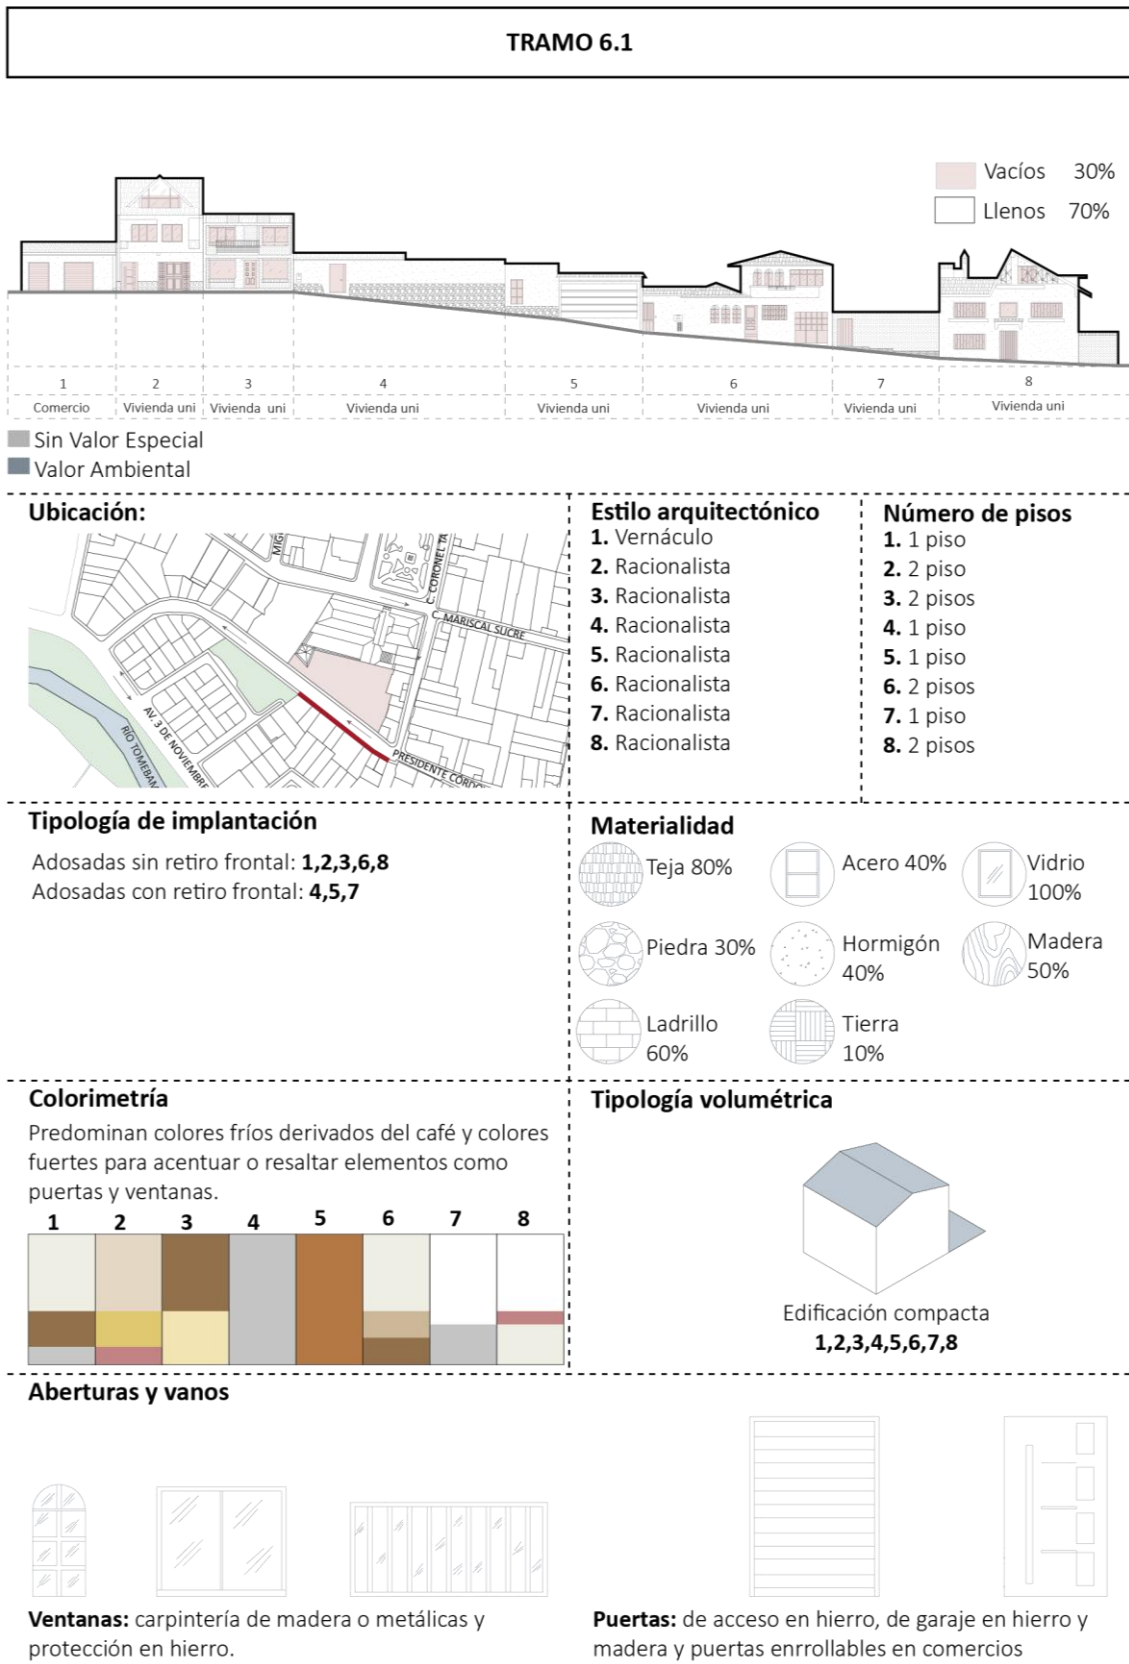 TRAMO 6.1
Vacíos 30%
Llenos 70%
1 2 3 4 5 6 7 8
Comercio Vivienda uni Vivienda uni Vivienda uni Vivienda uni Vivienda uni Vivienda uni Vivienda uni
Sin Valor Especial
Valor Ambiental
Ubicación:
C. CORONEL TA
C. MARISCAL SUCRE
AV. 3 DE NOVIEMBRE
RÍO TOMEBAM
PRESIDENTE CÓRDO
MIG
Estilo arquitectónico
1. Vernáculo
2. Racionalista
3. Racionalista
4. Racionalista
5. Racionalista
6. Racionalista
7. Racionalista
8. Racionalista
Número de pisos
1. 1 piso
2. 2 piso
3. 2 pisos
4. 1 piso
5. 1 piso
6. 2 pisos
7. 1 piso
8. 2 pisos
Tipología de implantación
Adosadas sin retiro frontal: 1,2,3,6,8
Adosadas con retiro frontal: 4,5,7
Materialidad
Teja 80%
Acero 40%
Vidrio
100%
Piedra 30%
Hormigón
40%
Madera
50%
Ladrillo
60%
Tierra
10%
Colorimetría
Predominan colores fríos derivados del café y colores
fuertes para acentuar o resaltar elementos como
puertas y ventanas.
1 2 3 4 5 6 7 8
Tipología volumétrica
Edificación compacta
1,2,3,4,5,6,7,8
Aberturas y vanos
Ventanas: carpintería de madera o metálicas y
protección en hierro.
Puertas: de acceso en hierro, de garaje en hierro y
madera y puertas enrrollables en comercios